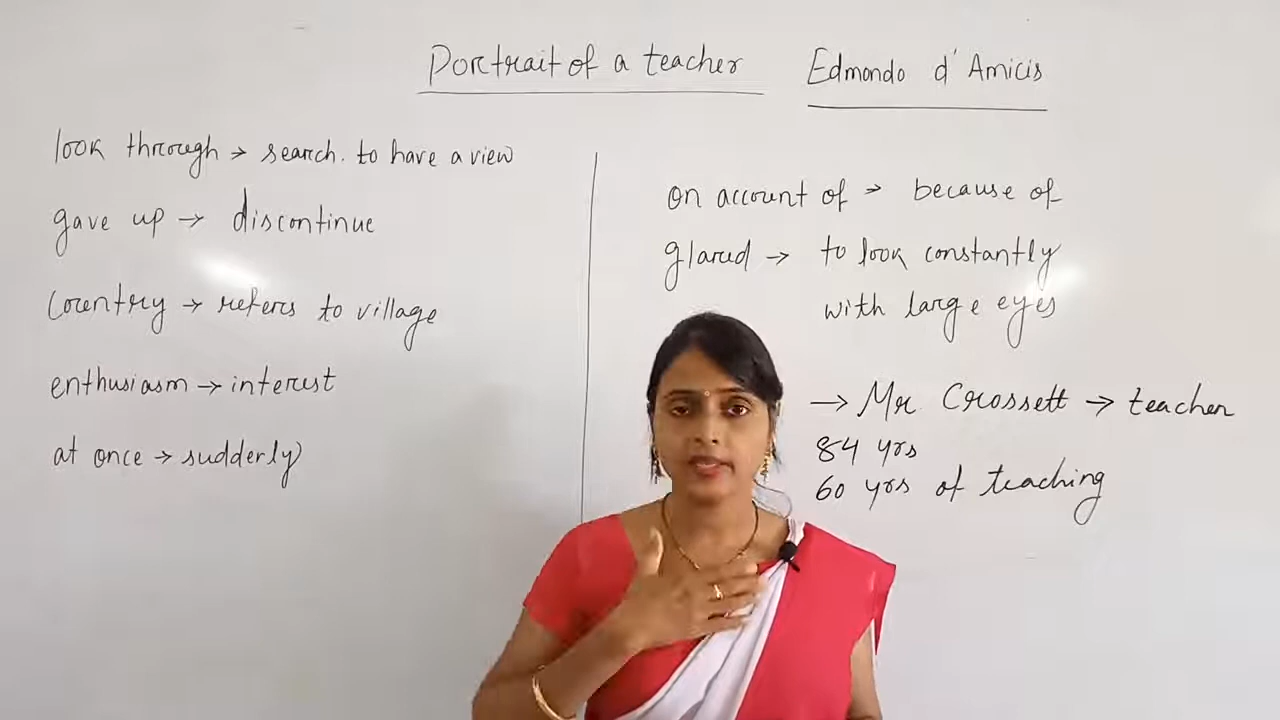 Portrait of a teacher Edmondo d'Amicis
look through → search. to have a view
gave up → discontinue
Country → refers to village
enthusiasm → interest
at once → sudderly
on account of → because of
glared → to look constantly
with large eyes
→ Mr. Crossett → teacher
84 yrs
60 yrs of teaching